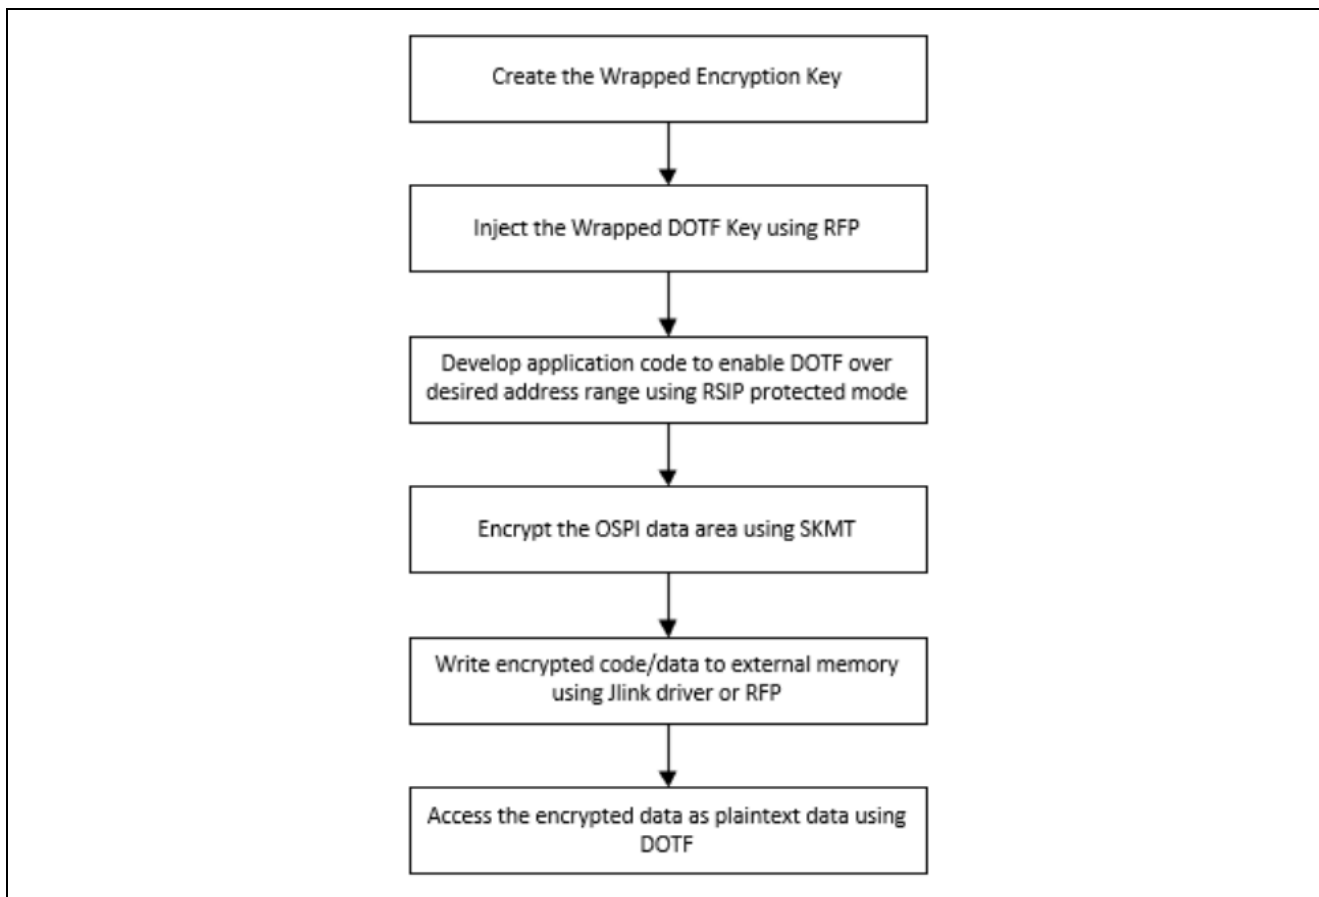 Create the Wrapped Encryption Key
Inject the Wrapped DOTF Key using RFP
Develop application code to enable DOTF over
desired address range using RSIP protected mode
Encrypt the OSPI data area using SKMT
Write encrypted code/data to external memory
using Jlink driver or RFP
Access the encrypted data as plaintext data using
DOTF